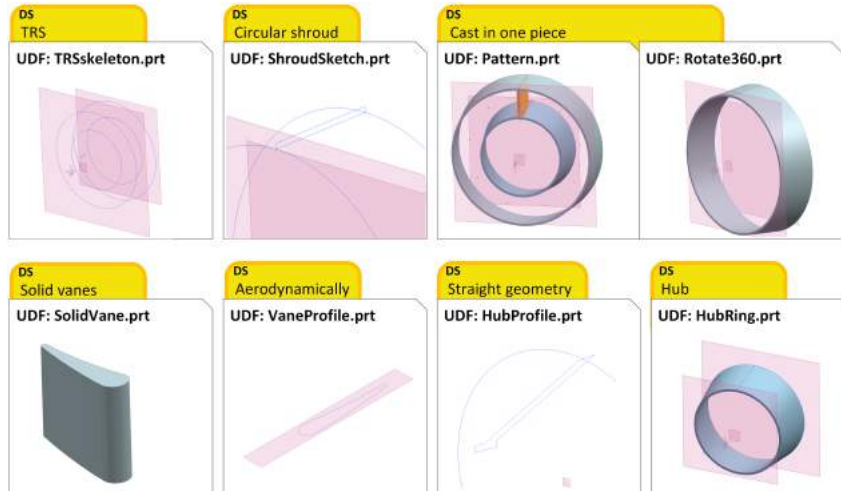 DS
TRS
UDF: TRSskeleton.prt
DS
Circular shroud
UDF: ShroudSketch.prt
DS
Cast in one piece
UDF: Pattern.prt
UDF: Rotate360.prt
DS
Solid vanes
UDF: SolidVane.prt
DS
Aerodynamically
UDF: VaneProfile.prt
DS
Straight geometry
UDF: HubProfile.prt
DS
Hub
UDF: HubRing.prt